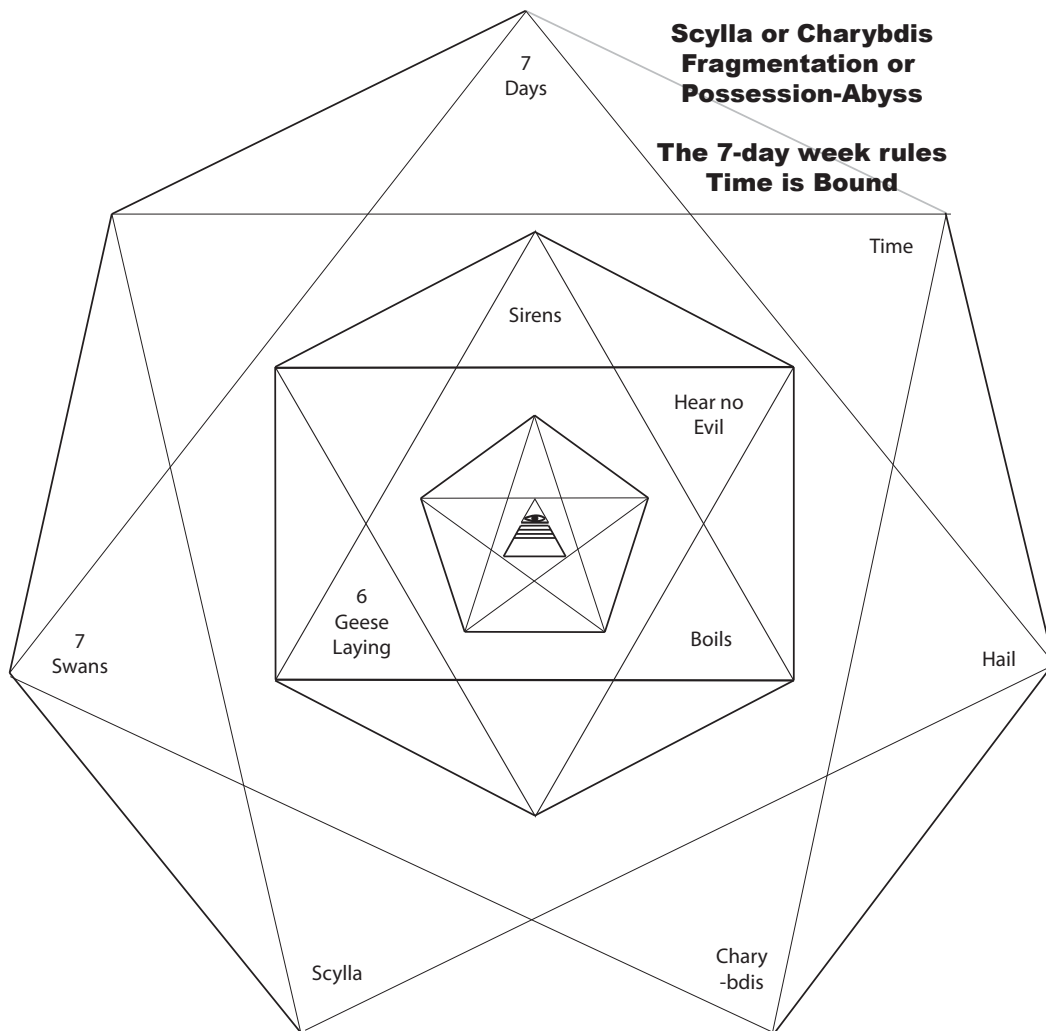 Scylla or Charybdis
Fragmentation or
Possession-Abyss
The 7-day week rules
Time is Bound
7
Days
Time
Sirens
Hear no
Evil
6
Geese
Laying
Boils
7
Swans
Hail
Scylla
Chary
-bdis